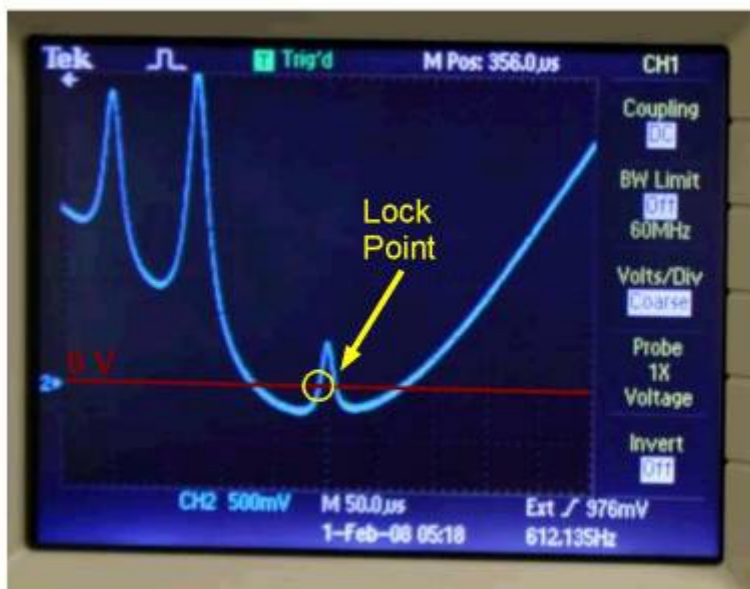 Tek T Trig'd M Pos: 356.0µs CH1
Coupling
DC
BW Limit
Off
60MHz
Lock
Point
Volts/Div
Coarse
0 V
Probe
1X
Voltage
2
Invert
Off
CH2 500mV M 50.0µs Ext 976mV
1-Feb-08 05:18 612.135Hz